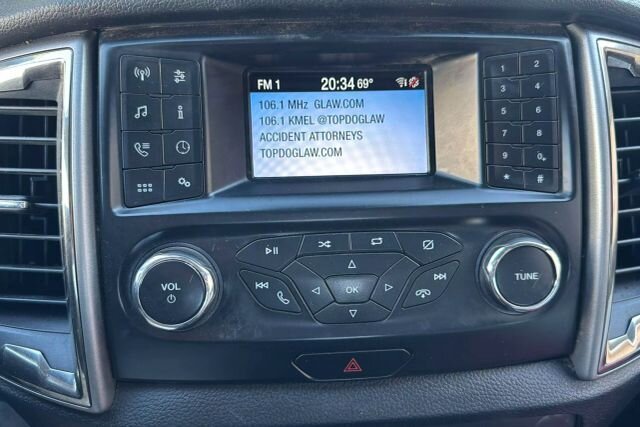 FM 1 20:34 69°
106.1 MHz GLAW.COM
106.1 KMEL @TOPDOGLAW
ACCIDENT ATTORNEYS
TOPDOGLAW.COM
1 2
3 4
5 6
7 8
9 0+
* #
VOL
OK
TUNE